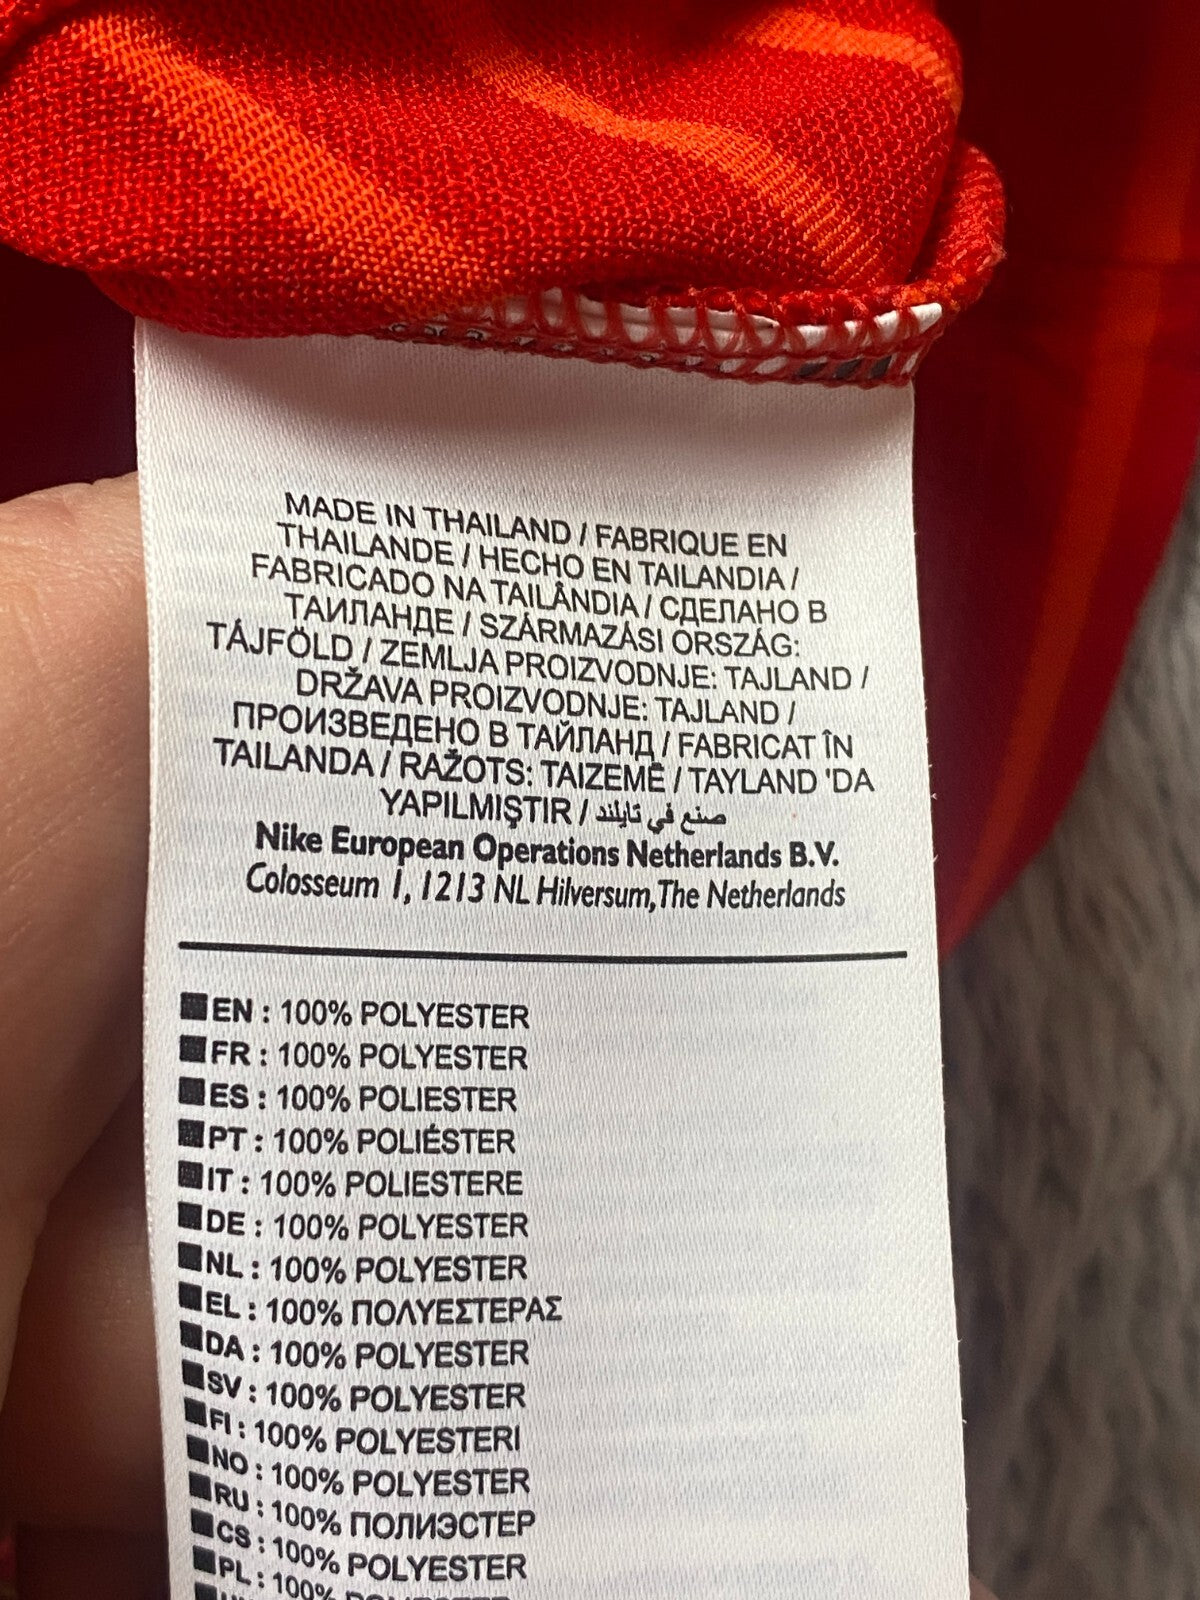 MADE IN THAILAND / FABRIQUE EN
THAILANDE / HECHO EN TAILANDIA /
FABRICADO NA TAILÂNDIA / СДЕЛАНО В
ТАИЛАНДЕ / SZÁRMAZÁSI ORSZÁG:
TÁJFÖLD / ZEMLJA PROIZVODNJE: TAJLAND /
DRŽAVA PROIZVODNJE: TAJLAND /
ПРОИЗВЕДЕНО В ТАЙЛАНД / FABRICAT ÎN
TAILANDA / RAŽOTS: TAIZEMĒ / TAYLAND 'DA
YAPILMIŞTIR / صنع في تايلند
Nike European Operations Netherlands B.V.
Colosseum 1, 1213 NL Hilversum, The Netherlands
EN : 100% POLYESTER
FR : 100% POLYESTER
ES : 100% POLIESTER
PT : 100% POLIÉSTER
IT : 100% POLIESTERE
DE : 100% POLYESTER
NL : 100% POLYESTER
EL : 100% ΠΟΛΥΕΣΤΕΡΑΣ
DA : 100% POLYESTER
SV : 100% POLYESTER
FI : 100% POLYESTERI
NO : 100% POLYESTER
RU : 100% ПОЛИЭСТЕР
CS : 100% POLYESTER
PL : 100%